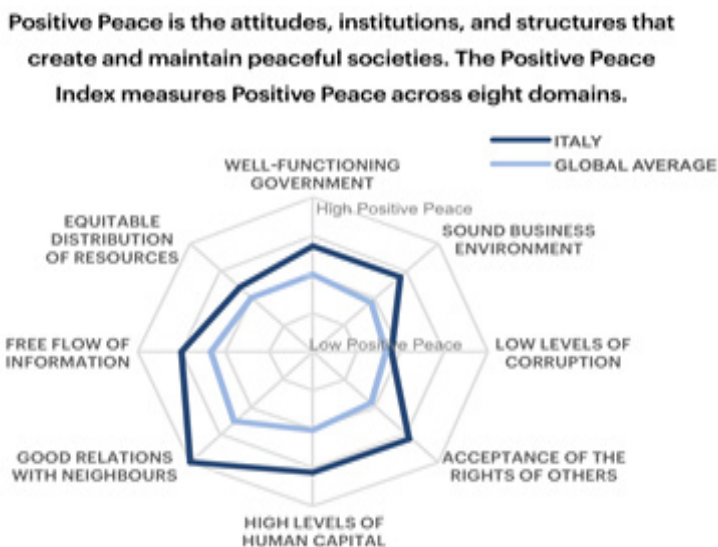 Positive Peace is the attitudes, institutions, and structures that
create and maintain peaceful societies. The Positive Peace
Index measures Positive Peace across eight domains.
ITALY
GLOBAL AVERAGE
WELL-FUNCTIONING
GOVERNMENT
High Positive Peace
SOUND BUSINESS
ENVIRONMENT
EQUITABLE
DISTRIBUTION
OF RESOURCES
FREE FLOW OF
INFORMATION
Low Positive Peace
LOW LEVELS OF
CORRUPTION
GOOD RELATIONS
WITH NEIGHBOURS
ACCEPTANCE OF THE
RIGHTS OF OTHERS
HIGH LEVELS OF
HUMAN CAPITAL